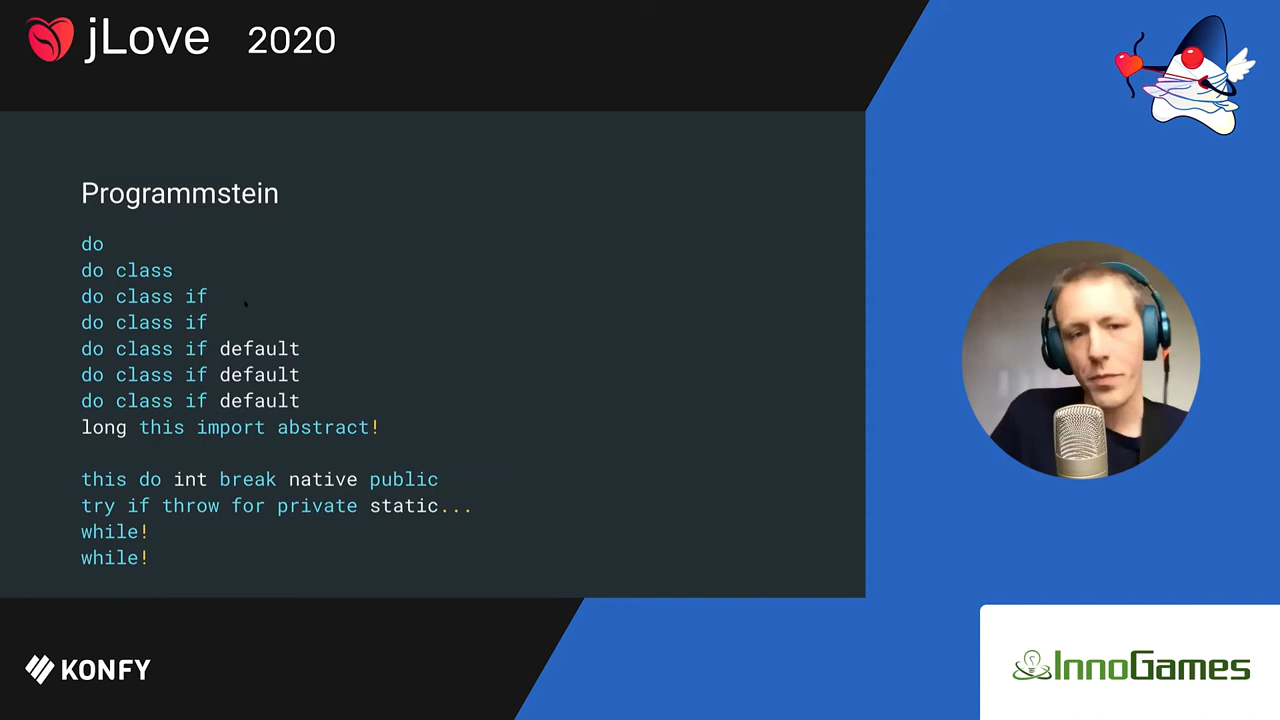 jLove 2020
Programmstein
do
do class
do class if
do class if
do class if default
do class if default
do class if default
long this import abstract!
this do int break native public
try if throw for private static...
while!
while!
KONFY
InnoGames